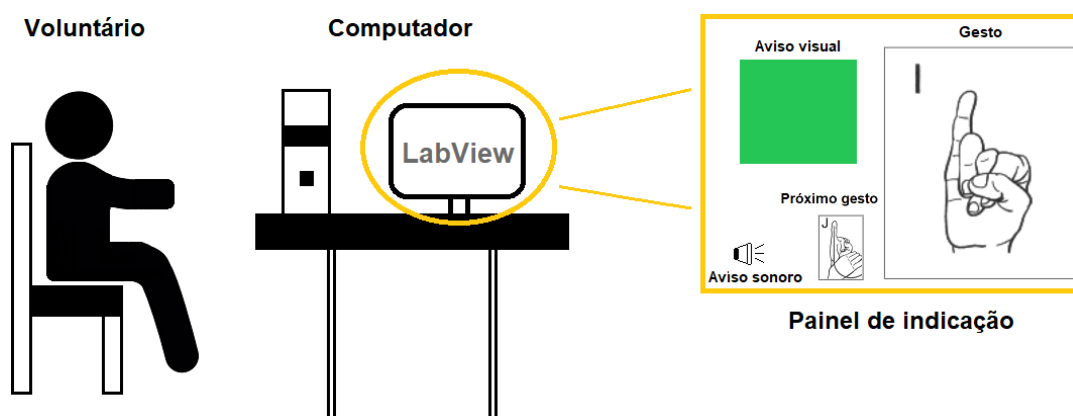 Voluntário
Computador
LabView
Aviso visual
Gesto
I
Próximo gesto
J
Aviso sonoro
Painel de indicação